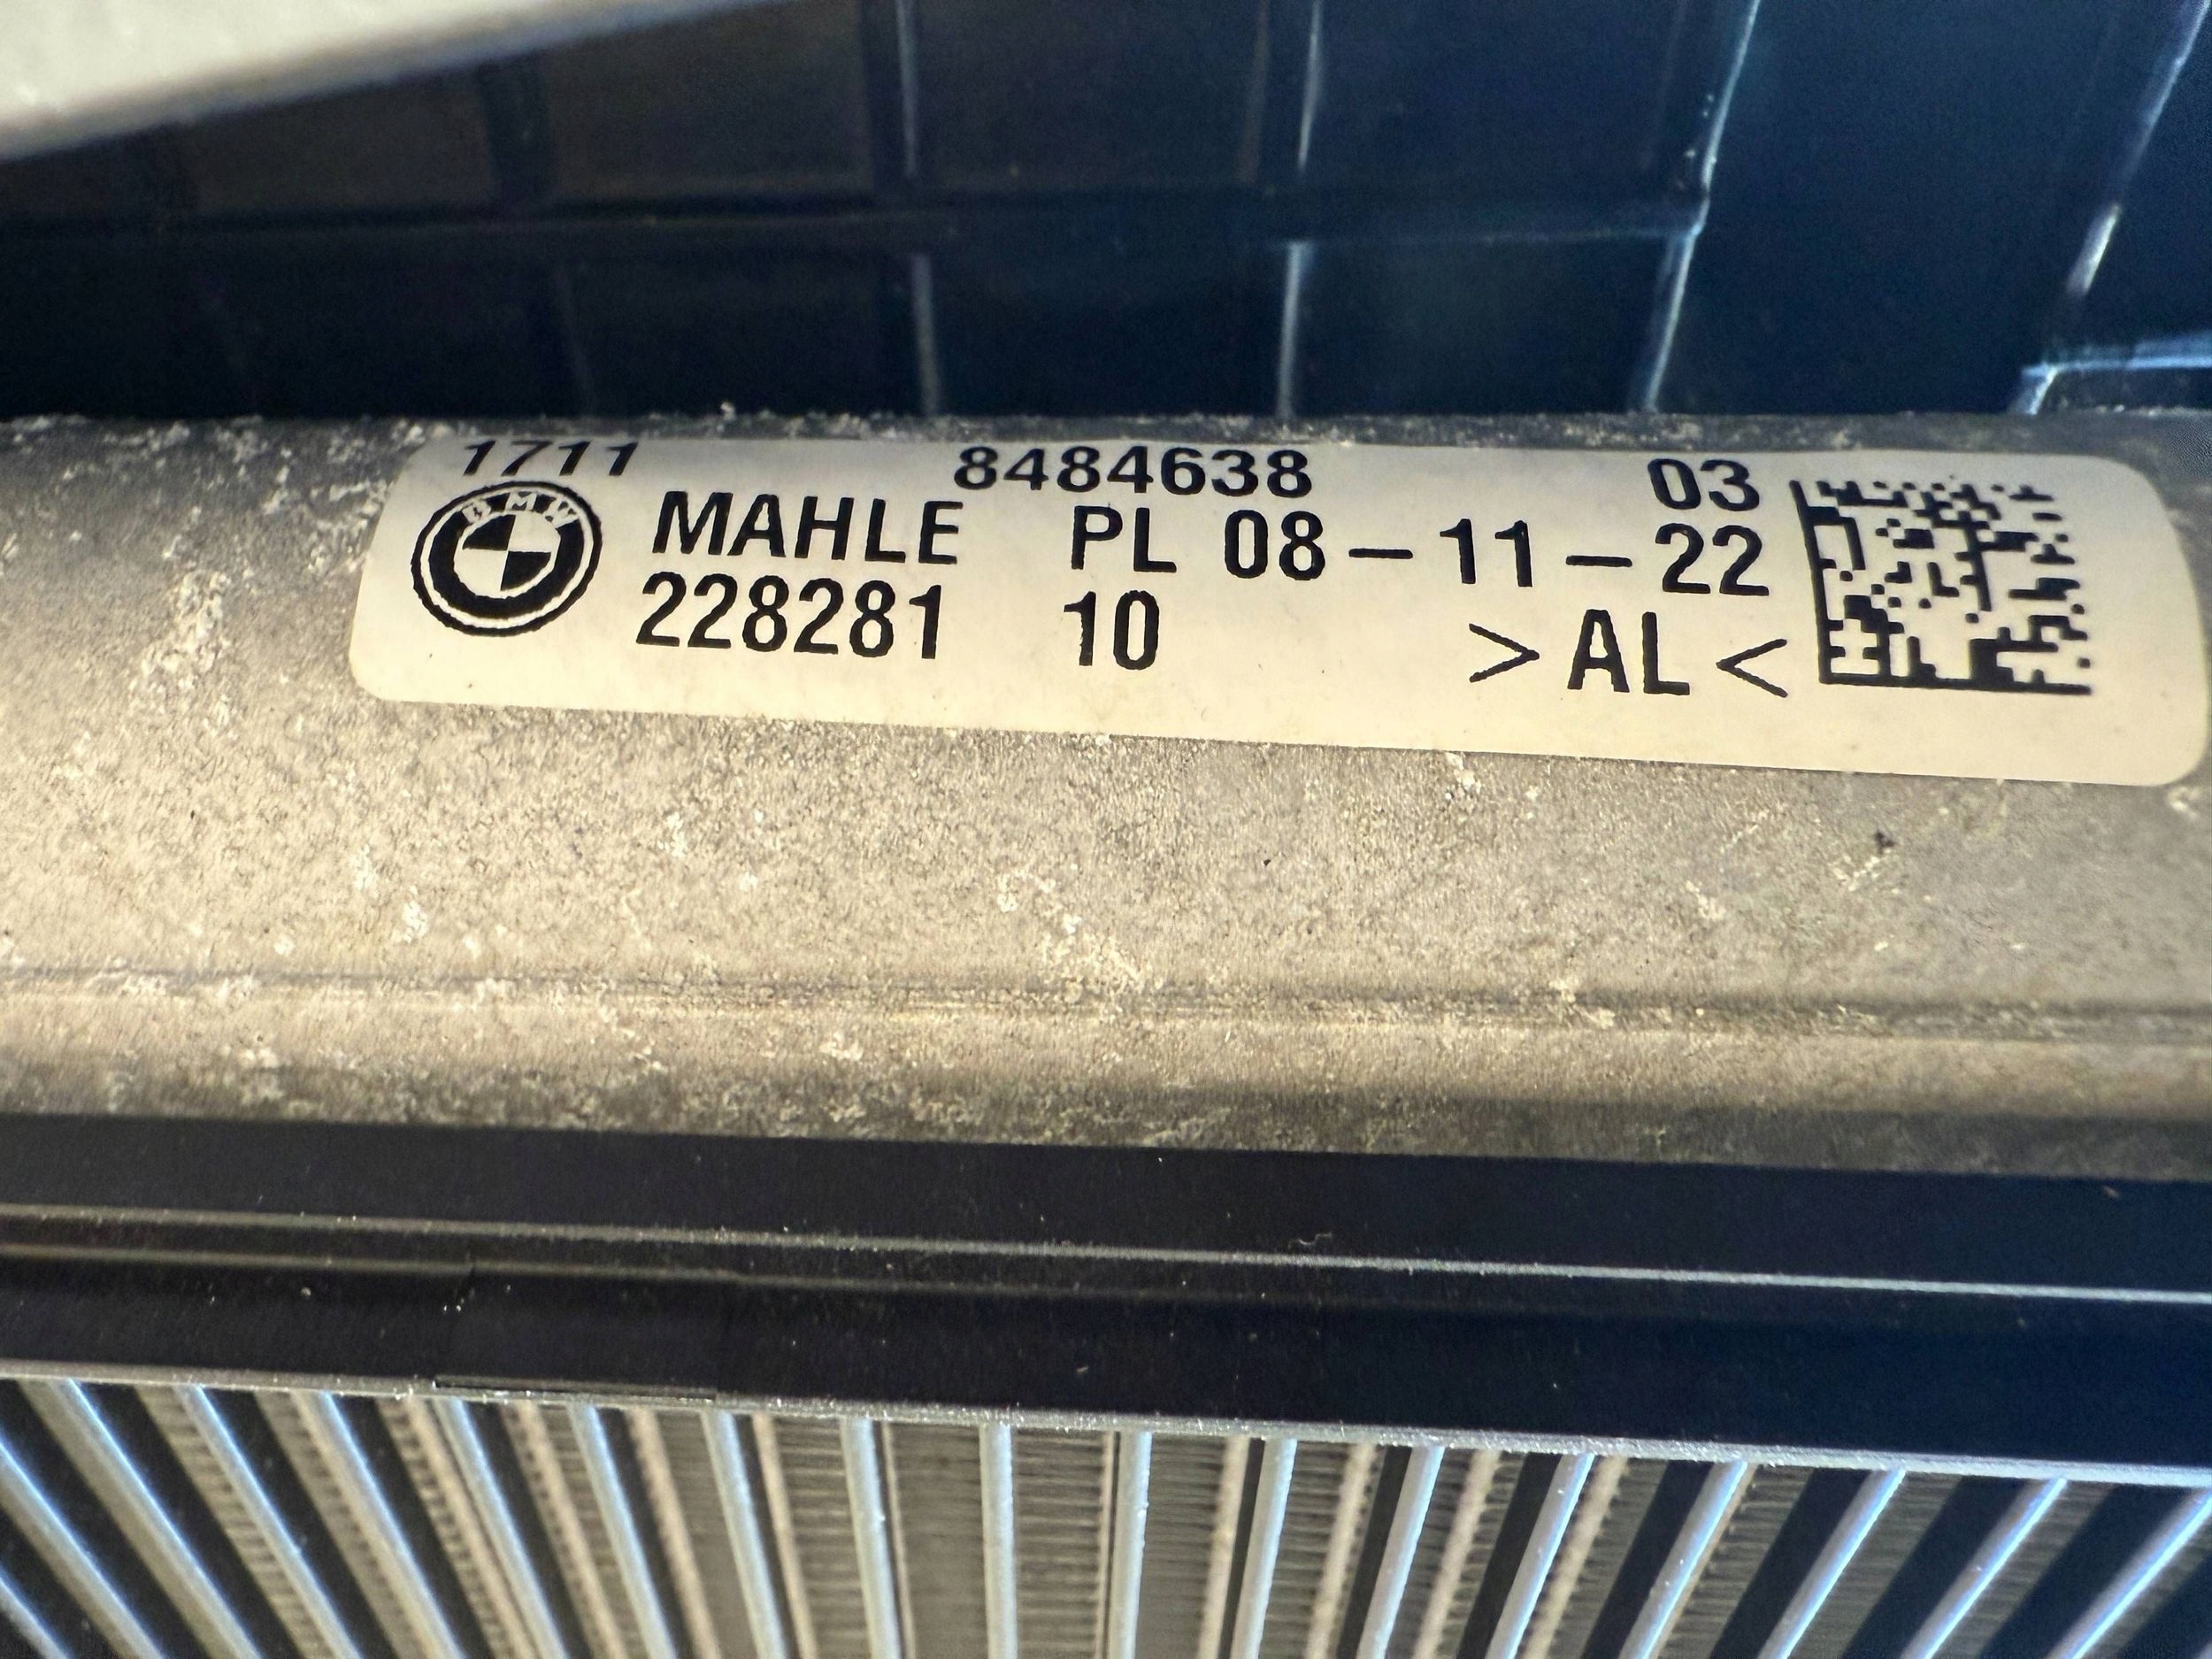 1711 8484638 03
BMW
MAHLE PL 08-11-22
228281 10 >AL<